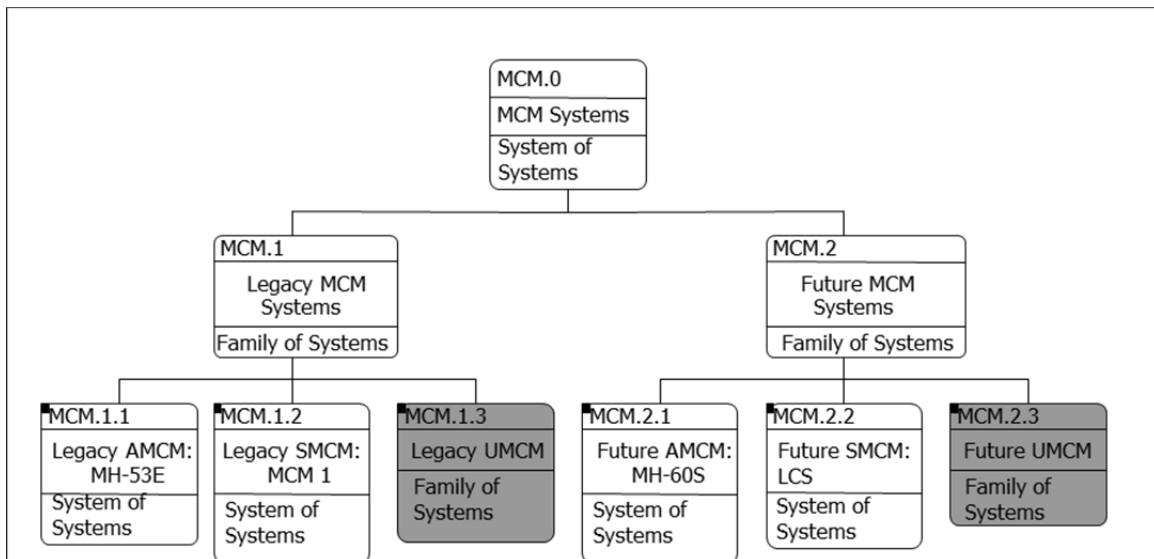 MCM.0
MCM Systems
System of
Systems
MCM.1
Legacy MCM
Systems
Family of Systems
MCM.2
Future MCM
Systems
Family of Systems
MCM.1.1
Legacy AMCM:
MH-53E
System of
Systems
MCM.1.2
Legacy SMCM:
MCM 1
System of
Systems
MCM.1.3
Legacy UMCM
Family of
Systems
MCM.2.1
Future AMCM:
MH-60S
System of
Systems
MCM.2.2
Future SMCM:
LCS
System of
Systems
MCM.2.3
Future UMCM
Family of
Systems